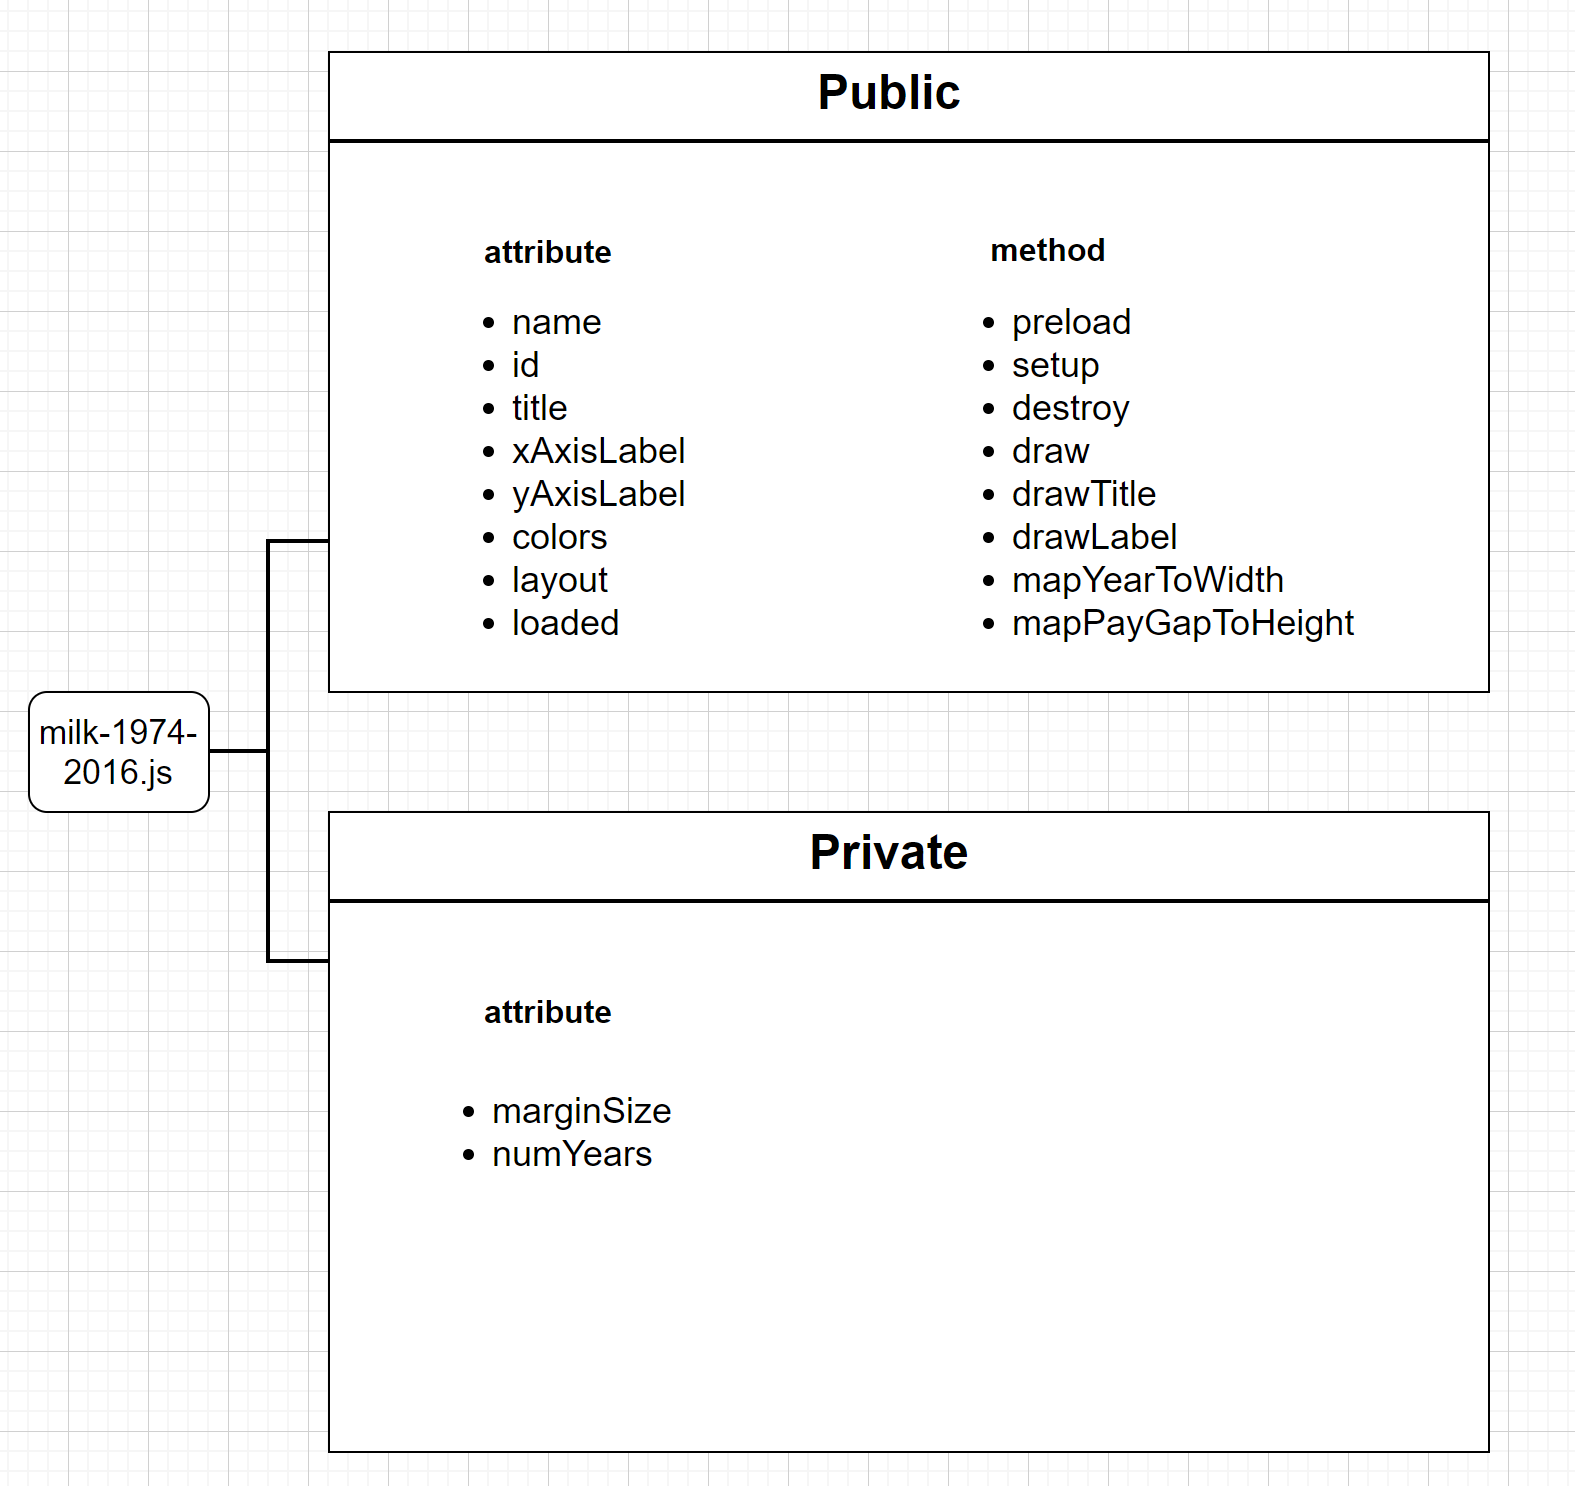 Public
attribute
name
id
title
xAxisLabel
yAxisLabel
colors
layout
loaded
method
preload
setup
destroy
draw
drawTitle
drawLabel
mapYearToWidth
mapPayGapToHeight
milk-1974-
2016.js
Private
attribute
marginSize
numYears